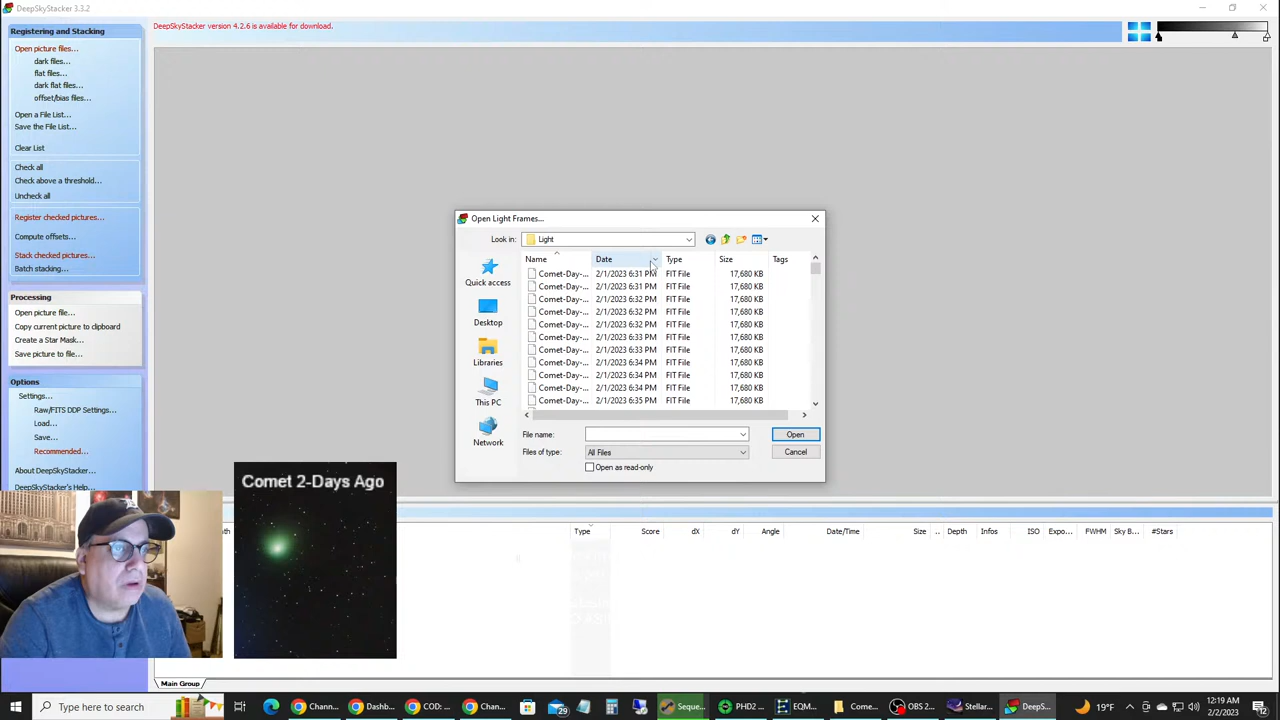 DeepSkyStacker 3.3.2
Registering and Stacking
Open picture files...
dark files...
flat files...
dark flat files...
offset/bias files...
Open a File List...
Save the File List...
Clear List
Check all
Check above a threshold...
Uncheck all
Register checked pictures...
Compute offsets...
Stack checked pictures...
Batch stacking...
Processing
Open picture file...
Copy current picture to clipboard
Create a Star Mask...
Save picture to file...
Options
Settings...
Raw/FITS DDP Settings...
Load...
Save...
Recommended...
About DeepSkyStacker...
DeepSkyStacker's Help...
DeepSkyStacker version 4.2.6 is available for download.
Open Light Frames...
Look in: Light
Name Date Type Size Tags
Comet-Day-... 2/1/2023 6:31 PM FIT File 17,680 KB
Comet-Day-... 2/1/2023 6:31 PM FIT File 17,680 KB
Comet-Day-... 2/1/2023 6:32 PM FIT File 17,680 KB
Comet-Day-... 2/1/2023 6:32 PM FIT File 17,680 KB
Comet-Day-... 2/1/2023 6:32 PM FIT File 17,680 KB
Comet-Day-... 2/1/2023 6:33 PM FIT File 17,680 KB
Comet-Day-... 2/1/2023 6:33 PM FIT File 17,680 KB
Comet-Day-... 2/1/2023 6:34 PM FIT File 17,680 KB
Comet-Day-... 2/1/2023 6:34 PM FIT File 17,680 KB
Comet-Day-... 2/1/2023 6:34 PM FIT File 17,680 KB
Comet-Day-... 2/1/2023 6:35 PM FIT File 17,680 KB
Quick access
Desktop
Libraries
This PC
Network
File name: Open
Files of type: All Files Cancel
Open as read-only
Comet 2-Days Ago
Type Score dX dY Angle Date/Time Size .. Depth Infos ISO Expo... FWHM Sky B... #Stars
Main Group
Type here to search
Chann... Dashb... COD: ... Chan... 29 Seque... PHD2 ... EQM... Come... OBS 2... Stellar... DeepS... 19°F
12:19 AM
2/2/2023